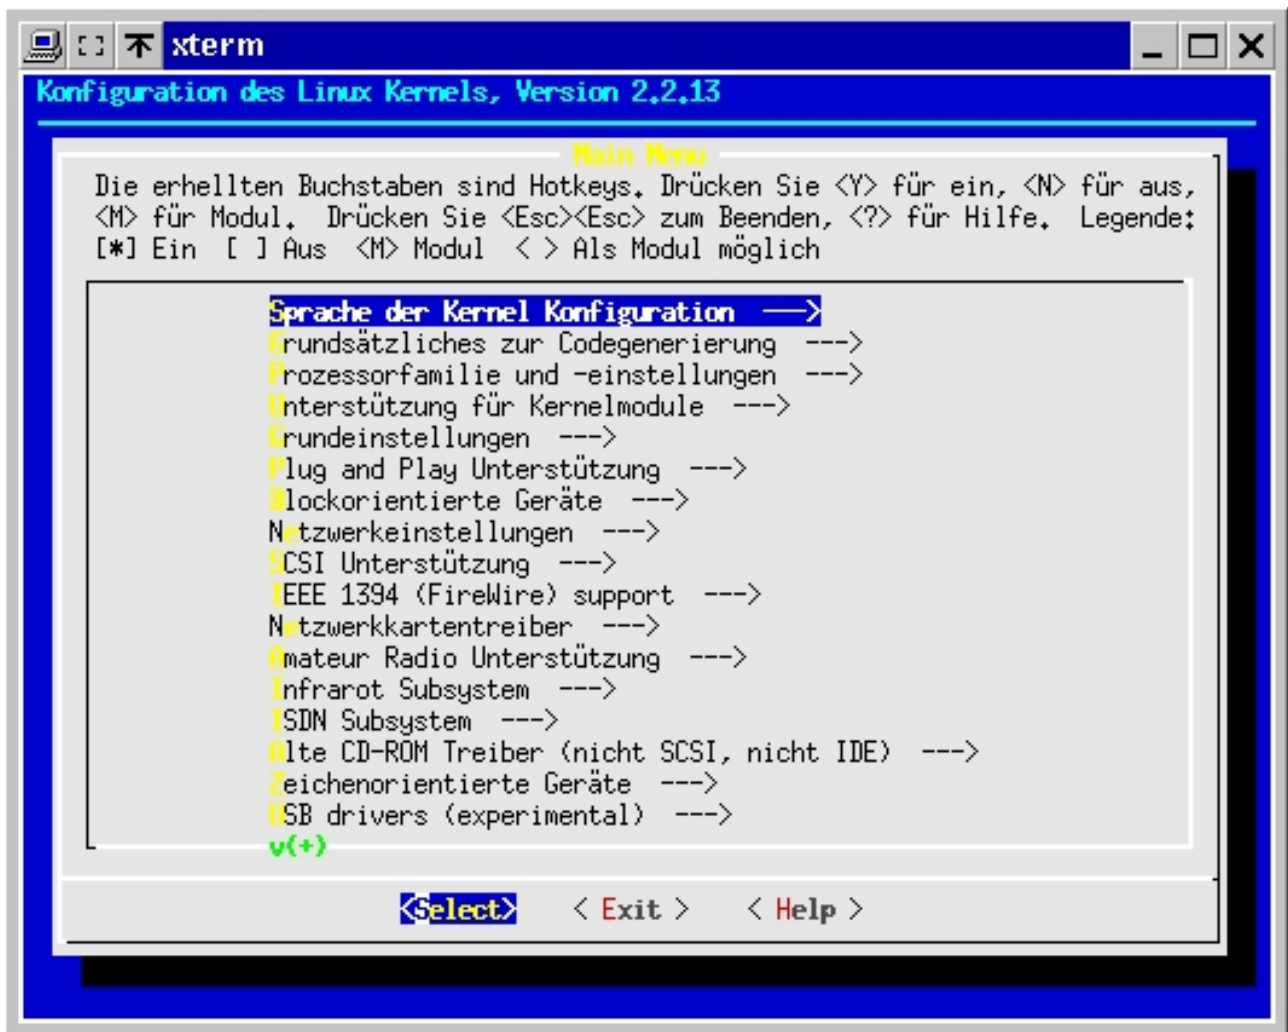 xterm
Konfiguration des Linux Kernels, Version 2.2.13
Main Menu
Die erhellten Buchstaben sind Hotkeys. Drücken Sie <Y> für ein, <N> für aus,
<M> für Modul.  Drücken Sie <Esc><Esc> zum Beenden, <?> für Hilfe.  Legende:
[*] Ein  [ ] Aus  <M> Modul  < > Als Modul möglich
Sprache der Kernel Konfiguration  --->
Grundsätzliches zur Codegenerierung  --->
Prozessorfamilie und -einstellungen  --->
Unterstützung für Kernelmodule  --->
Grundeinstellungen  --->
Plug and Play Unterstützung  --->
Blockorientierte Geräte  --->
Netzwerkeinstellungen  --->
SCSI Unterstützung  --->
IEEE 1394 (FireWire) support  --->
Netzwerkkartentreiber  --->
Amateur Radio Unterstützung  --->
Infrarot Subsystem  --->
ISDN Subsystem  --->
Alte CD-ROM Treiber (nicht SCSI, nicht IDE)  --->
Zeichenorientierte Geräte  --->
USB drivers (experimental)  --->
v(+)
<Select>    < Exit >    < Help >